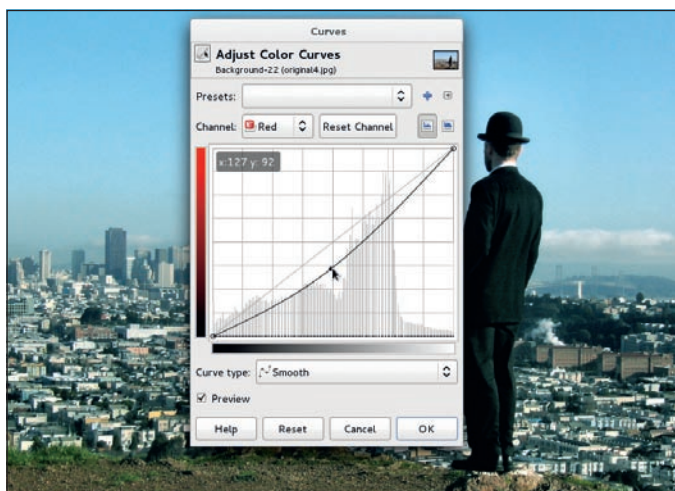 Curves
Adjust Color Curves
Background-22 (original4.jpg)
Presets:
Channel: Red Reset Channel
x:127 y: 92
Curve type: Smooth
Preview
Help Reset Cancel OK